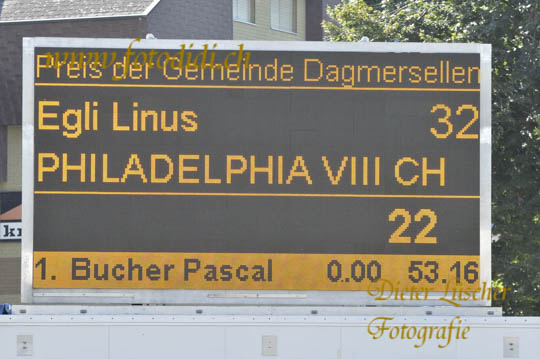 www.fotodidi.ch
Preis der Gemeinde Dagmersellen
Egli Linus 32
PHILADELPHIA VIII CH
22
1. Bucher Pascal 0.00 53.16
Dieter Lüscher
Fotografie